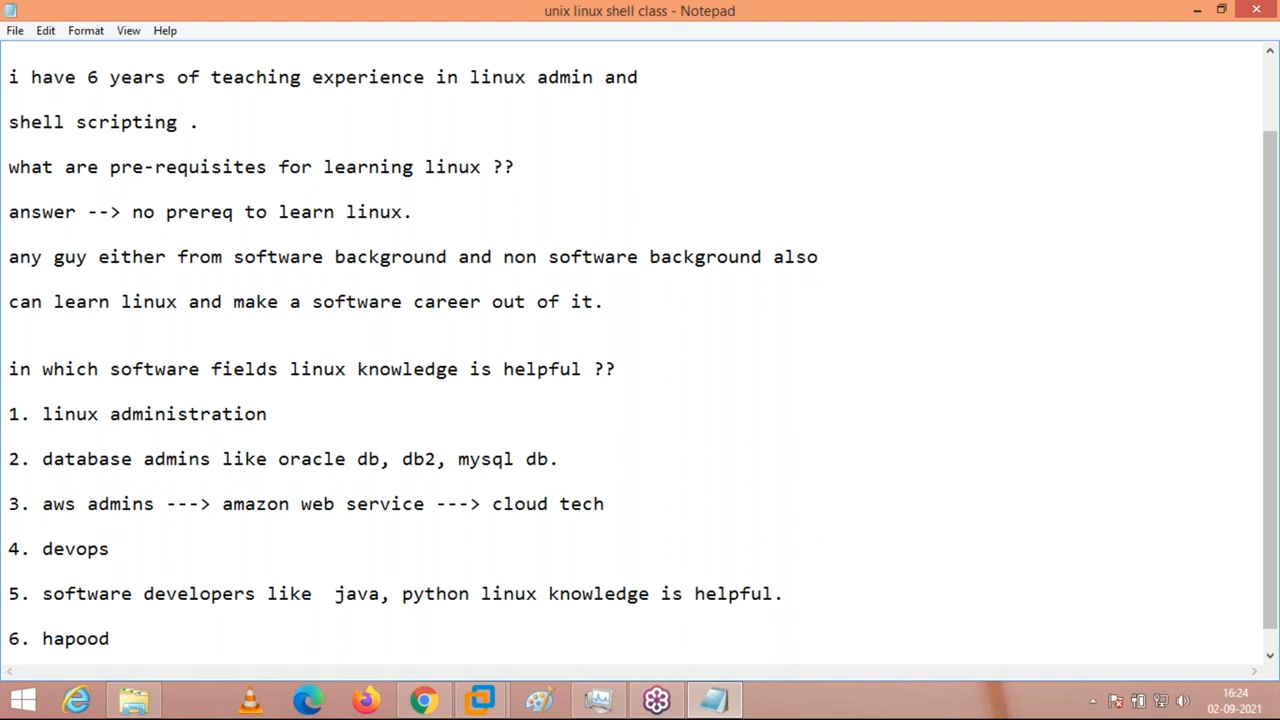 unix linux shell class - Notepad
File Edit Format View Help
i have 6 years of teaching experience in linux admin and
shell scripting .
what are pre-requisites for learning linux ??
answer --> no prereq to learn linux.
any guy either from software background and non software background also
can learn linux and make a software career out of it.
in which software fields linux knowledge is helpful ??
1. linux administration
2. database admins like oracle db, db2, mysql db.
3. aws admins ---> amazon web service ---> cloud tech
4. devops
5. software developers like  java, python linux knowledge is helpful.
6. hapood
16:24
02-09-2021